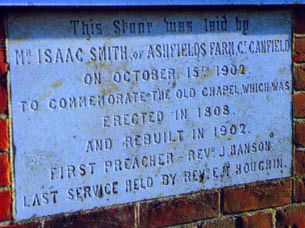 This Stone was laid by
Mr ISAAC SMITH, OF ASHFIELDS FARM, Gt CANFIELD
ON OCTOBER 15TH 1902.
TO COMMEMORATE THE OLD CHAPEL, WHICH WAS
ERECTED IN 1808.
AND REBUILT IN 1902.
FIRST PREACHER - REVD J. HANSON.
LAST SERVICE HELD BY REVD E. HOUCHIN.